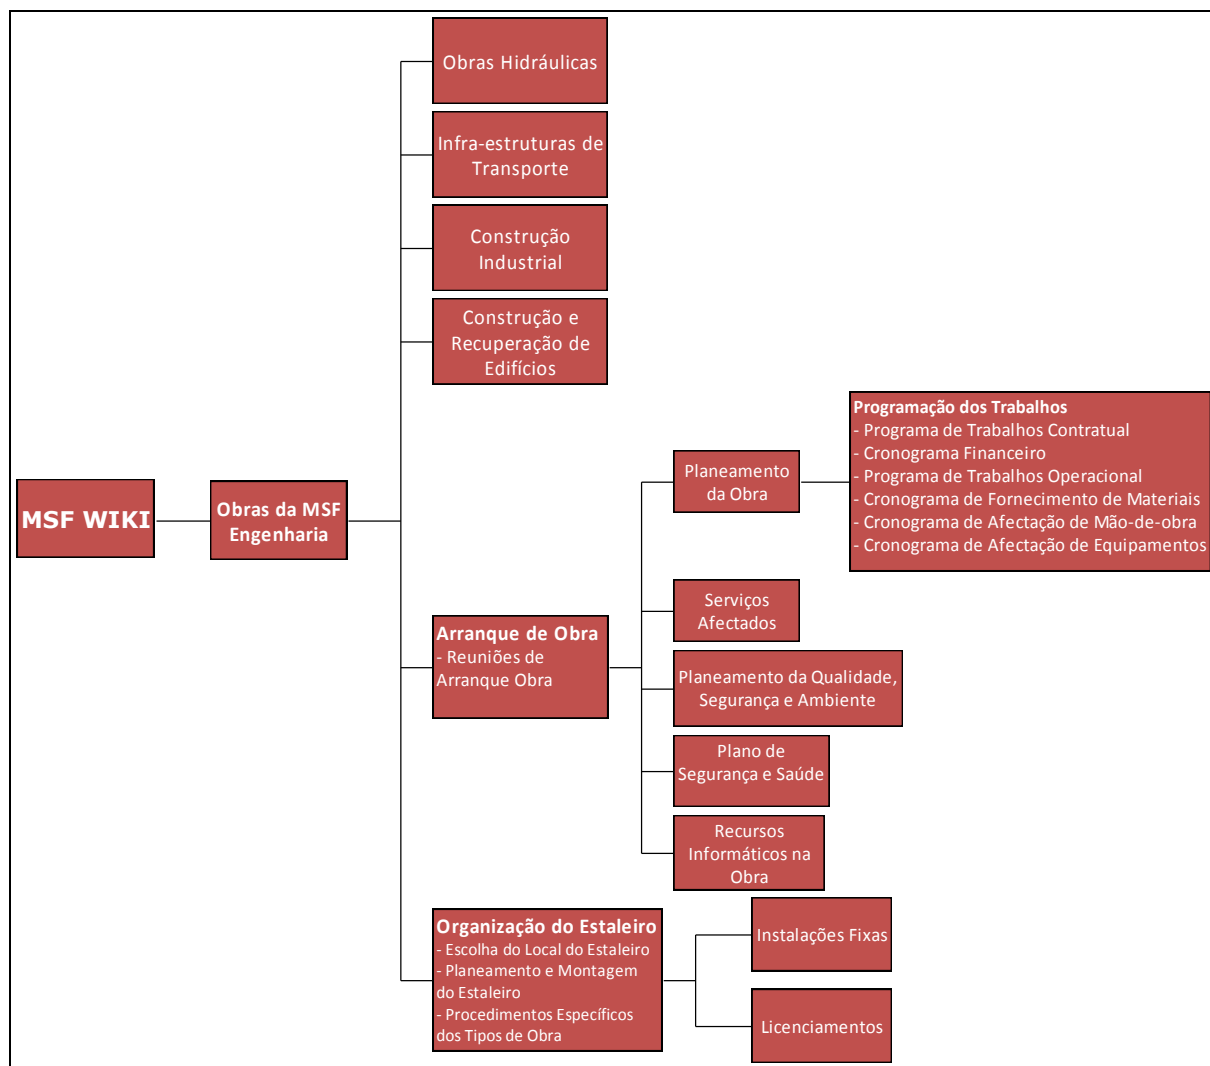 MSF WIKI
Obras da MSF
Engenharia
Obras Hidráulicas
Infra-estruturas de
Transporte
Construção
Industrial
Construção e
Recuperação de
Edifícios
Arranque de Obra
- Reuniões de
Arranque Obra
Planeamento
da Obra
Programação dos Trabalhos
- Programa de Trabalhos Contratual
- Cronograma Financeiro
- Programa de Trabalhos Operacional
- Cronograma de Fornecimento de Materiais
- Cronograma de Afectação de Mão-de-obra
- Cronograma de Afectação de Equipamentos
Serviços
Afectados
Planeamento da Qualidade,
Segurança e Ambiente
Plano de
Segurança e Saúde
Recursos
Informáticos na
Obra
Organização do Estaleiro
- Escolha do Local do Estaleiro
- Planeamento e Montagem
do Estaleiro
- Procedimentos Específicos
dos Tipos de Obra
Instalações Fixas
Licenciamentos